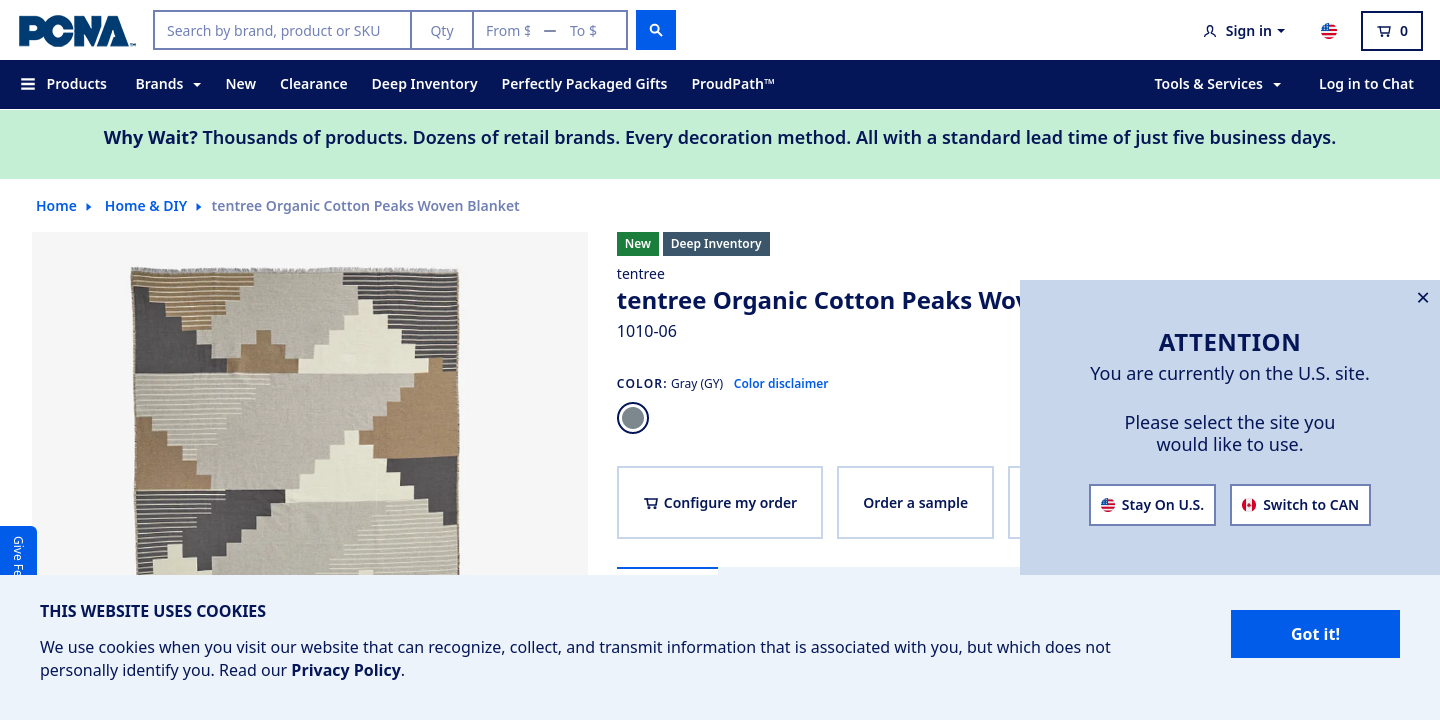 PCNA™
Search by brand, product or SKU
Qty
From $ — To $
Sign in
0
Products
Brands
New
Clearance
Deep Inventory
Perfectly Packaged Gifts
ProudPath™
Tools & Services
Log in to Chat
Why Wait? Thousands of products. Dozens of retail brands. Every decoration method. All with a standard lead time of just five business days.
Home
Home & DIY
tentree Organic Cotton Peaks Woven Blanket
New
Deep Inventory
tentree
tentree Organic Cotton Peaks
1010-06
COLOR: Gray (GY) Color disclaimer
Configure my order
Order a sample
ATTENTION
You are currently on the U.S. site.
Please select the site you
would like to use.
Stay On U.S.
Switch to CAN
Give
THIS WEBSITE USES COOKIES
We use cookies when you visit our website that can recognize, collect, and transmit information that is associated with you, but which does not
personally identify you. Read our Privacy Policy.
Got it!